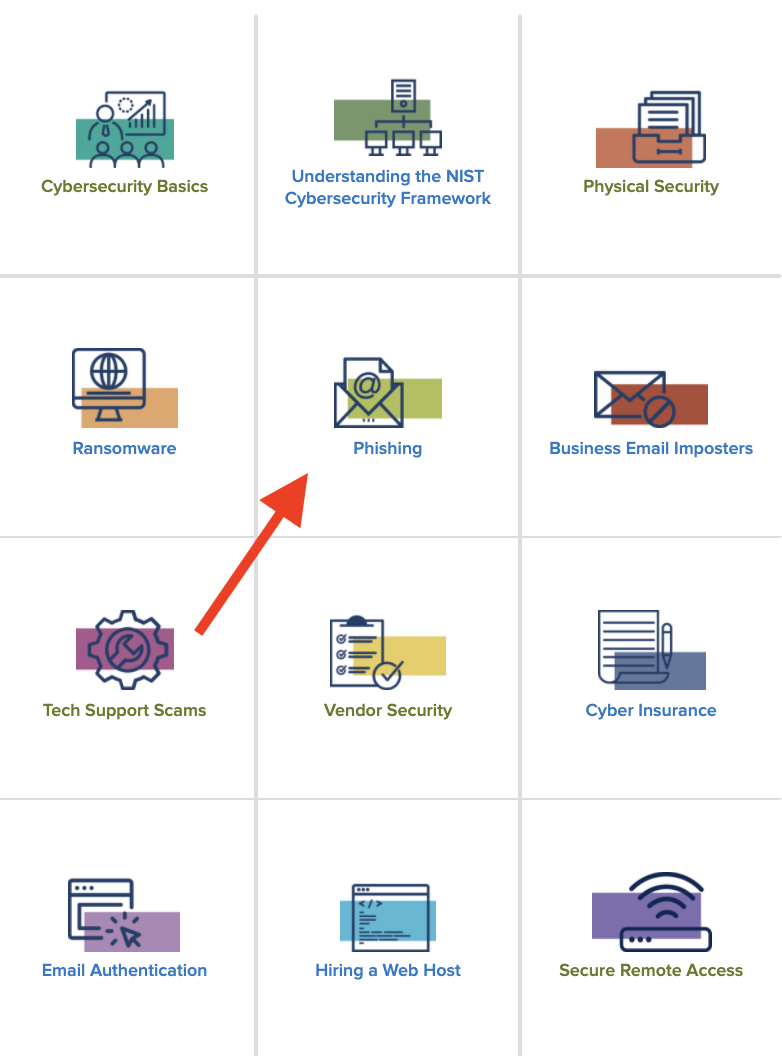 Cybersecurity Basics
Understanding the NIST
Cybersecurity Framework
Physical Security
Ransomware
@
Phishing
Business Email Imposters
Tech Support Scams
Vendor Security
Cyber Insurance
Email Authentication
</>
Hiring a Web Host
Secure Remote Access